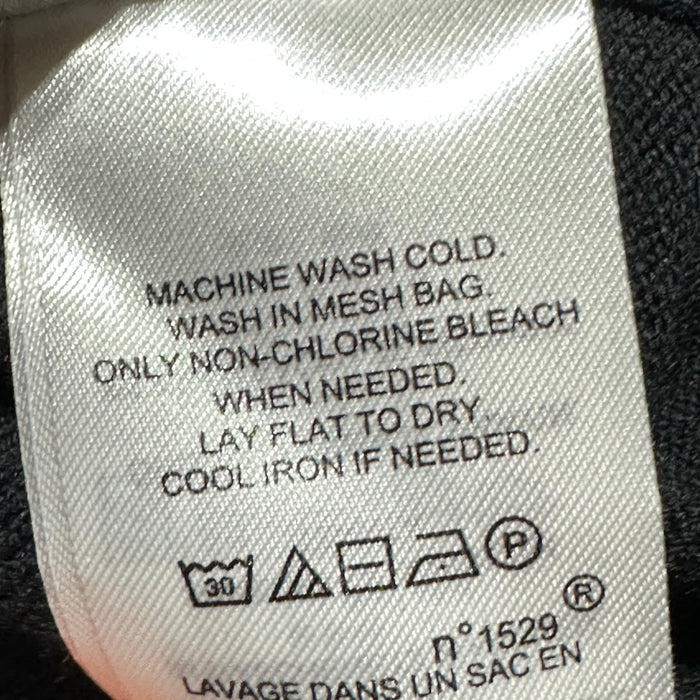 MACHINE WASH COLD.
WASH IN MESH BAG.
ONLY NON-CHLORINE BLEACH
WHEN NEEDED.
LAY FLAT TO DRY.
COOL IRON IF NEEDED.
30 P
®
n°1529
LAVAGE DANS UN SAC EN